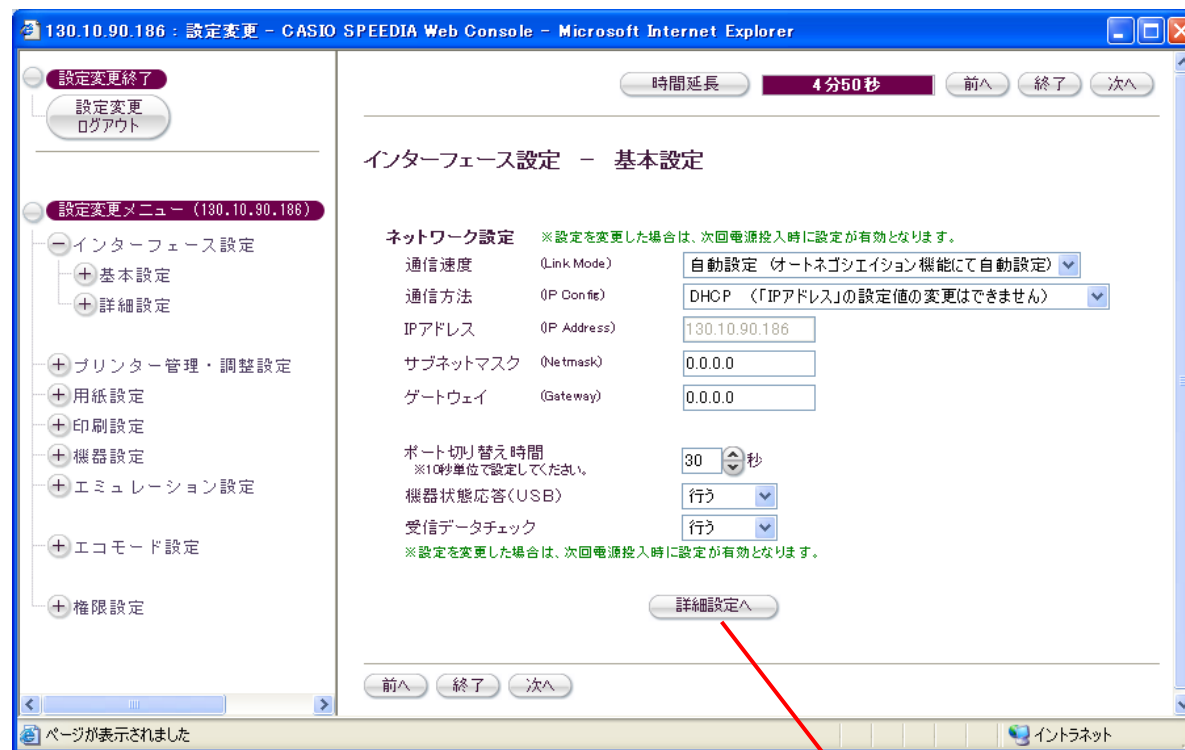 130.10.90.186 : 設定変更 - CASIO SPEEDIA Web Console - Microsoft Internet Explorer
設定変更終了
設定変更
ログアウト
設定変更メニュー (130.10.90.186)
インターフェース設定
基本設定
詳細設定
プリンター管理・調整設定
用紙設定
印刷設定
機器設定
エミュレーション設定
エコモード設定
権限設定
時間延長 4分50秒 前へ 終了 次へ
インターフェース設定 － 基本設定
ネットワーク設定 ※設定を変更した場合は、次回電源投入時に設定が有効となります。
通信速度 (Link Mode) 自動設定 (オートネゴシエイション機能にて自動設定)
通信方法 (IP Config) DHCP (「IPアドレス」の設定値の変更はできません)
IPアドレス (IP Address) 130.10.90.186
サブネットマスク (Netmask) 0.0.0.0
ゲートウェイ (Gateway) 0.0.0.0
ポート切り替え時間 30 秒
※10秒単位で設定してください。
機器状態応答(USB) 行う
受信データチェック 行う
※設定を変更した場合は、次回電源投入時に設定が有効となります。
詳細設定へ
前へ 終了 次へ
ページが表示されました イントラネット